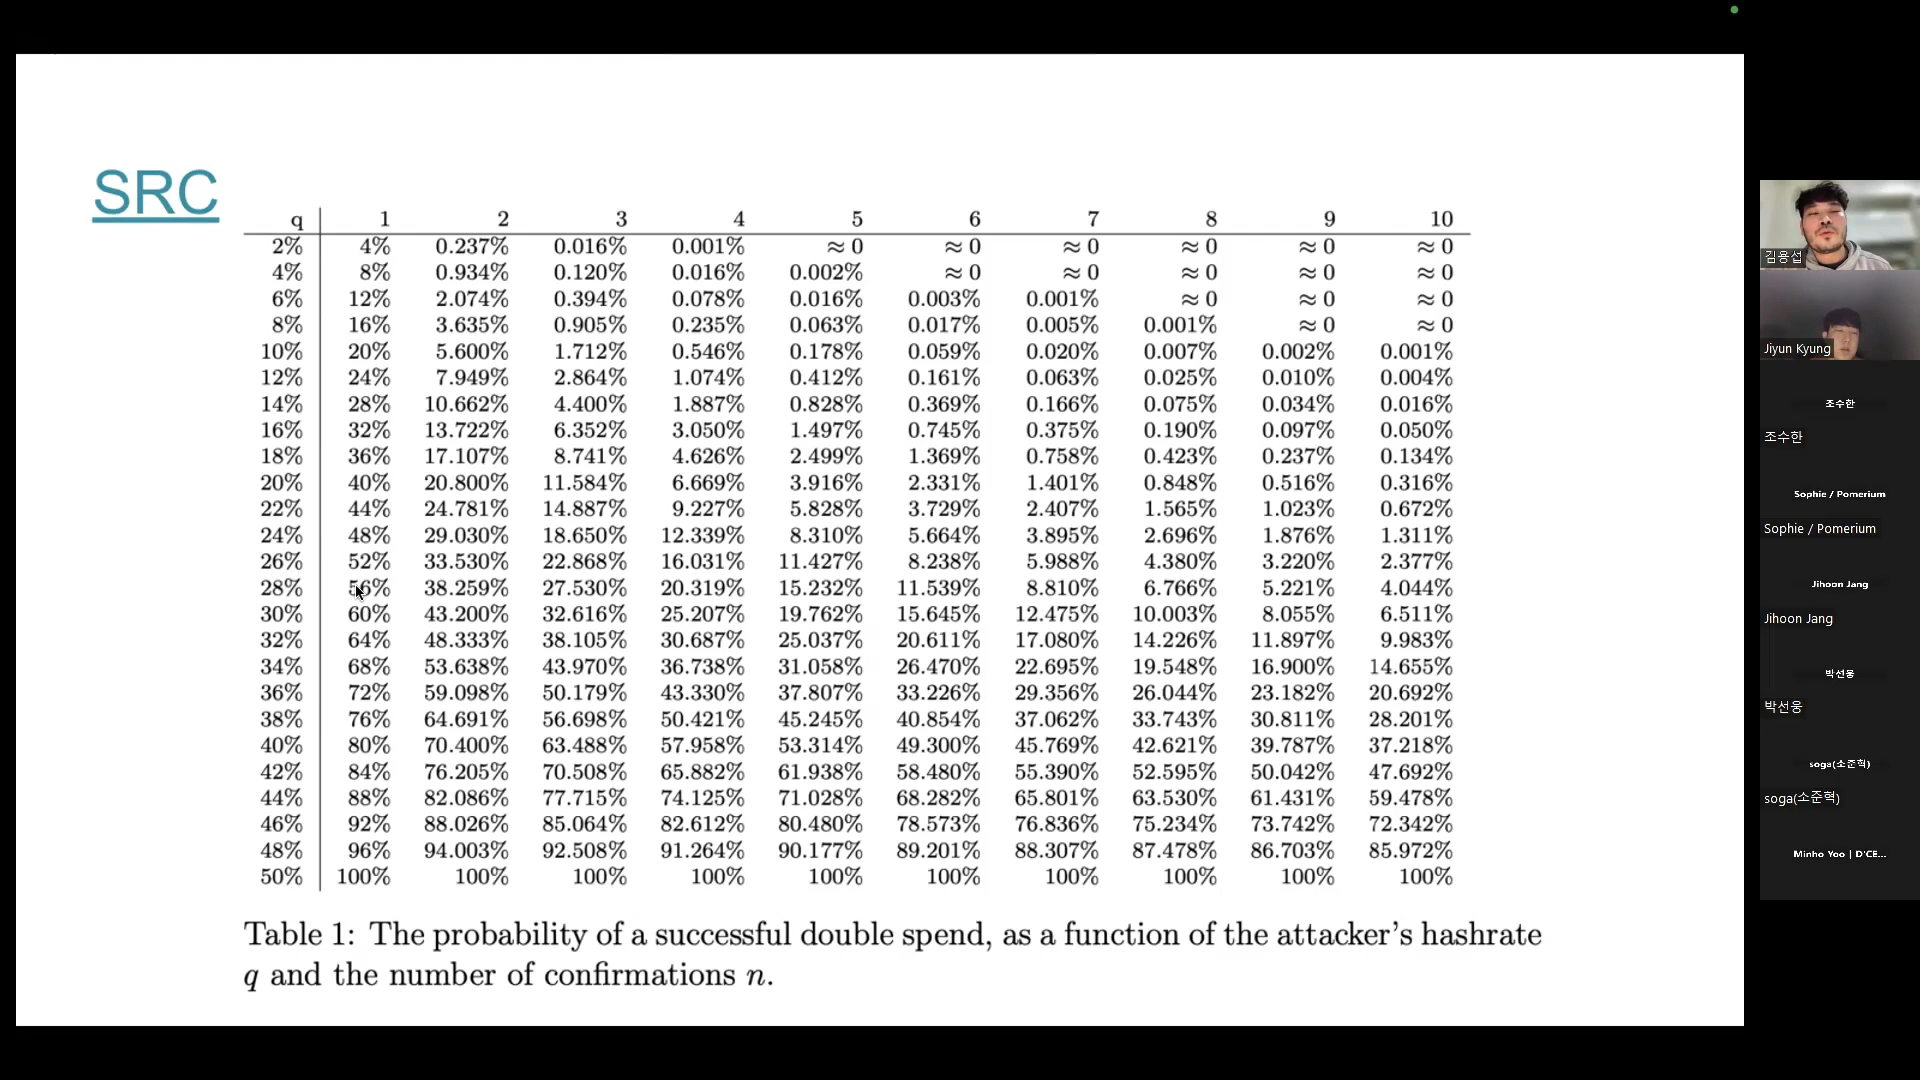 SRC
q 1 2 3 4 5 6 7 8 9 10
2% 4% 0.237% 0.016% 0.001% ≈ 0 ≈ 0 ≈ 0 ≈ 0 ≈ 0 ≈ 0
4% 8% 0.934% 0.120% 0.016% 0.002% ≈ 0 ≈ 0 ≈ 0 ≈ 0 ≈ 0
6% 12% 2.074% 0.394% 0.078% 0.016% 0.003% 0.001% ≈ 0 ≈ 0 ≈ 0
8% 16% 3.635% 0.905% 0.235% 0.063% 0.017% 0.005% 0.001% ≈ 0 ≈ 0
10% 20% 5.600% 1.712% 0.546% 0.178% 0.059% 0.020% 0.007% 0.002% 0.001%
12% 24% 7.949% 2.864% 1.074% 0.412% 0.161% 0.063% 0.025% 0.010% 0.004%
14% 28% 10.662% 4.400% 1.887% 0.828% 0.369% 0.166% 0.075% 0.034% 0.016%
16% 32% 13.722% 6.352% 3.050% 1.497% 0.745% 0.375% 0.190% 0.097% 0.050%
18% 36% 17.107% 8.741% 4.626% 2.499% 1.369% 0.758% 0.423% 0.237% 0.134%
20% 40% 20.800% 11.584% 6.669% 3.916% 2.331% 1.401% 0.848% 0.516% 0.316%
22% 44% 24.781% 14.887% 9.227% 5.828% 3.729% 2.407% 1.565% 1.023% 0.672%
24% 48% 29.030% 18.650% 12.339% 8.310% 5.664% 3.895% 2.696% 1.876% 1.311%
26% 52% 33.530% 22.868% 16.031% 11.427% 8.238% 5.988% 4.380% 3.220% 2.377%
28% 56% 38.259% 27.530% 20.319% 15.232% 11.539% 8.810% 6.766% 5.221% 4.044%
30% 60% 43.200% 32.616% 25.207% 19.762% 15.645% 12.475% 10.003% 8.055% 6.511%
32% 64% 48.333% 38.105% 30.687% 25.037% 20.611% 17.080% 14.226% 11.897% 9.983%
34% 68% 53.638% 43.970% 36.738% 31.058% 26.470% 22.695% 19.548% 16.900% 14.655%
36% 72% 59.098% 50.179% 43.330% 37.807% 33.226% 29.356% 26.044% 23.182% 20.692%
38% 76% 64.691% 56.698% 50.421% 45.245% 40.854% 37.062% 33.743% 30.811% 28.201%
40% 80% 70.400% 63.488% 57.958% 53.314% 49.300% 45.769% 42.621% 39.787% 37.218%
42% 84% 76.205% 70.508% 65.882% 61.938% 58.480% 55.390% 52.595% 50.042% 47.692%
44% 88% 82.086% 77.715% 74.125% 71.028% 68.282% 65.801% 63.530% 61.431% 59.478%
46% 92% 88.026% 85.064% 82.612% 80.480% 78.573% 76.836% 75.234% 73.742% 72.342%
48% 96% 94.003% 92.508% 91.264% 90.177% 89.201% 88.307% 87.478% 86.703% 85.972%
50% 100% 100% 100% 100% 100% 100% 100% 100% 100% 100%
Table 1: The probability of a successful double spend, as a function of the attacker's hashrate
q and the number of confirmations n.
김용섭
Jiyun Kyung
조수한
조수한
Sophie / Pomerium
Sophie / Pomerium
Jihoon Jang
Jihoon Jang
박선웅
박선웅
soga(소준혁)
soga(소준혁)
Minho Yoo | D'CE...